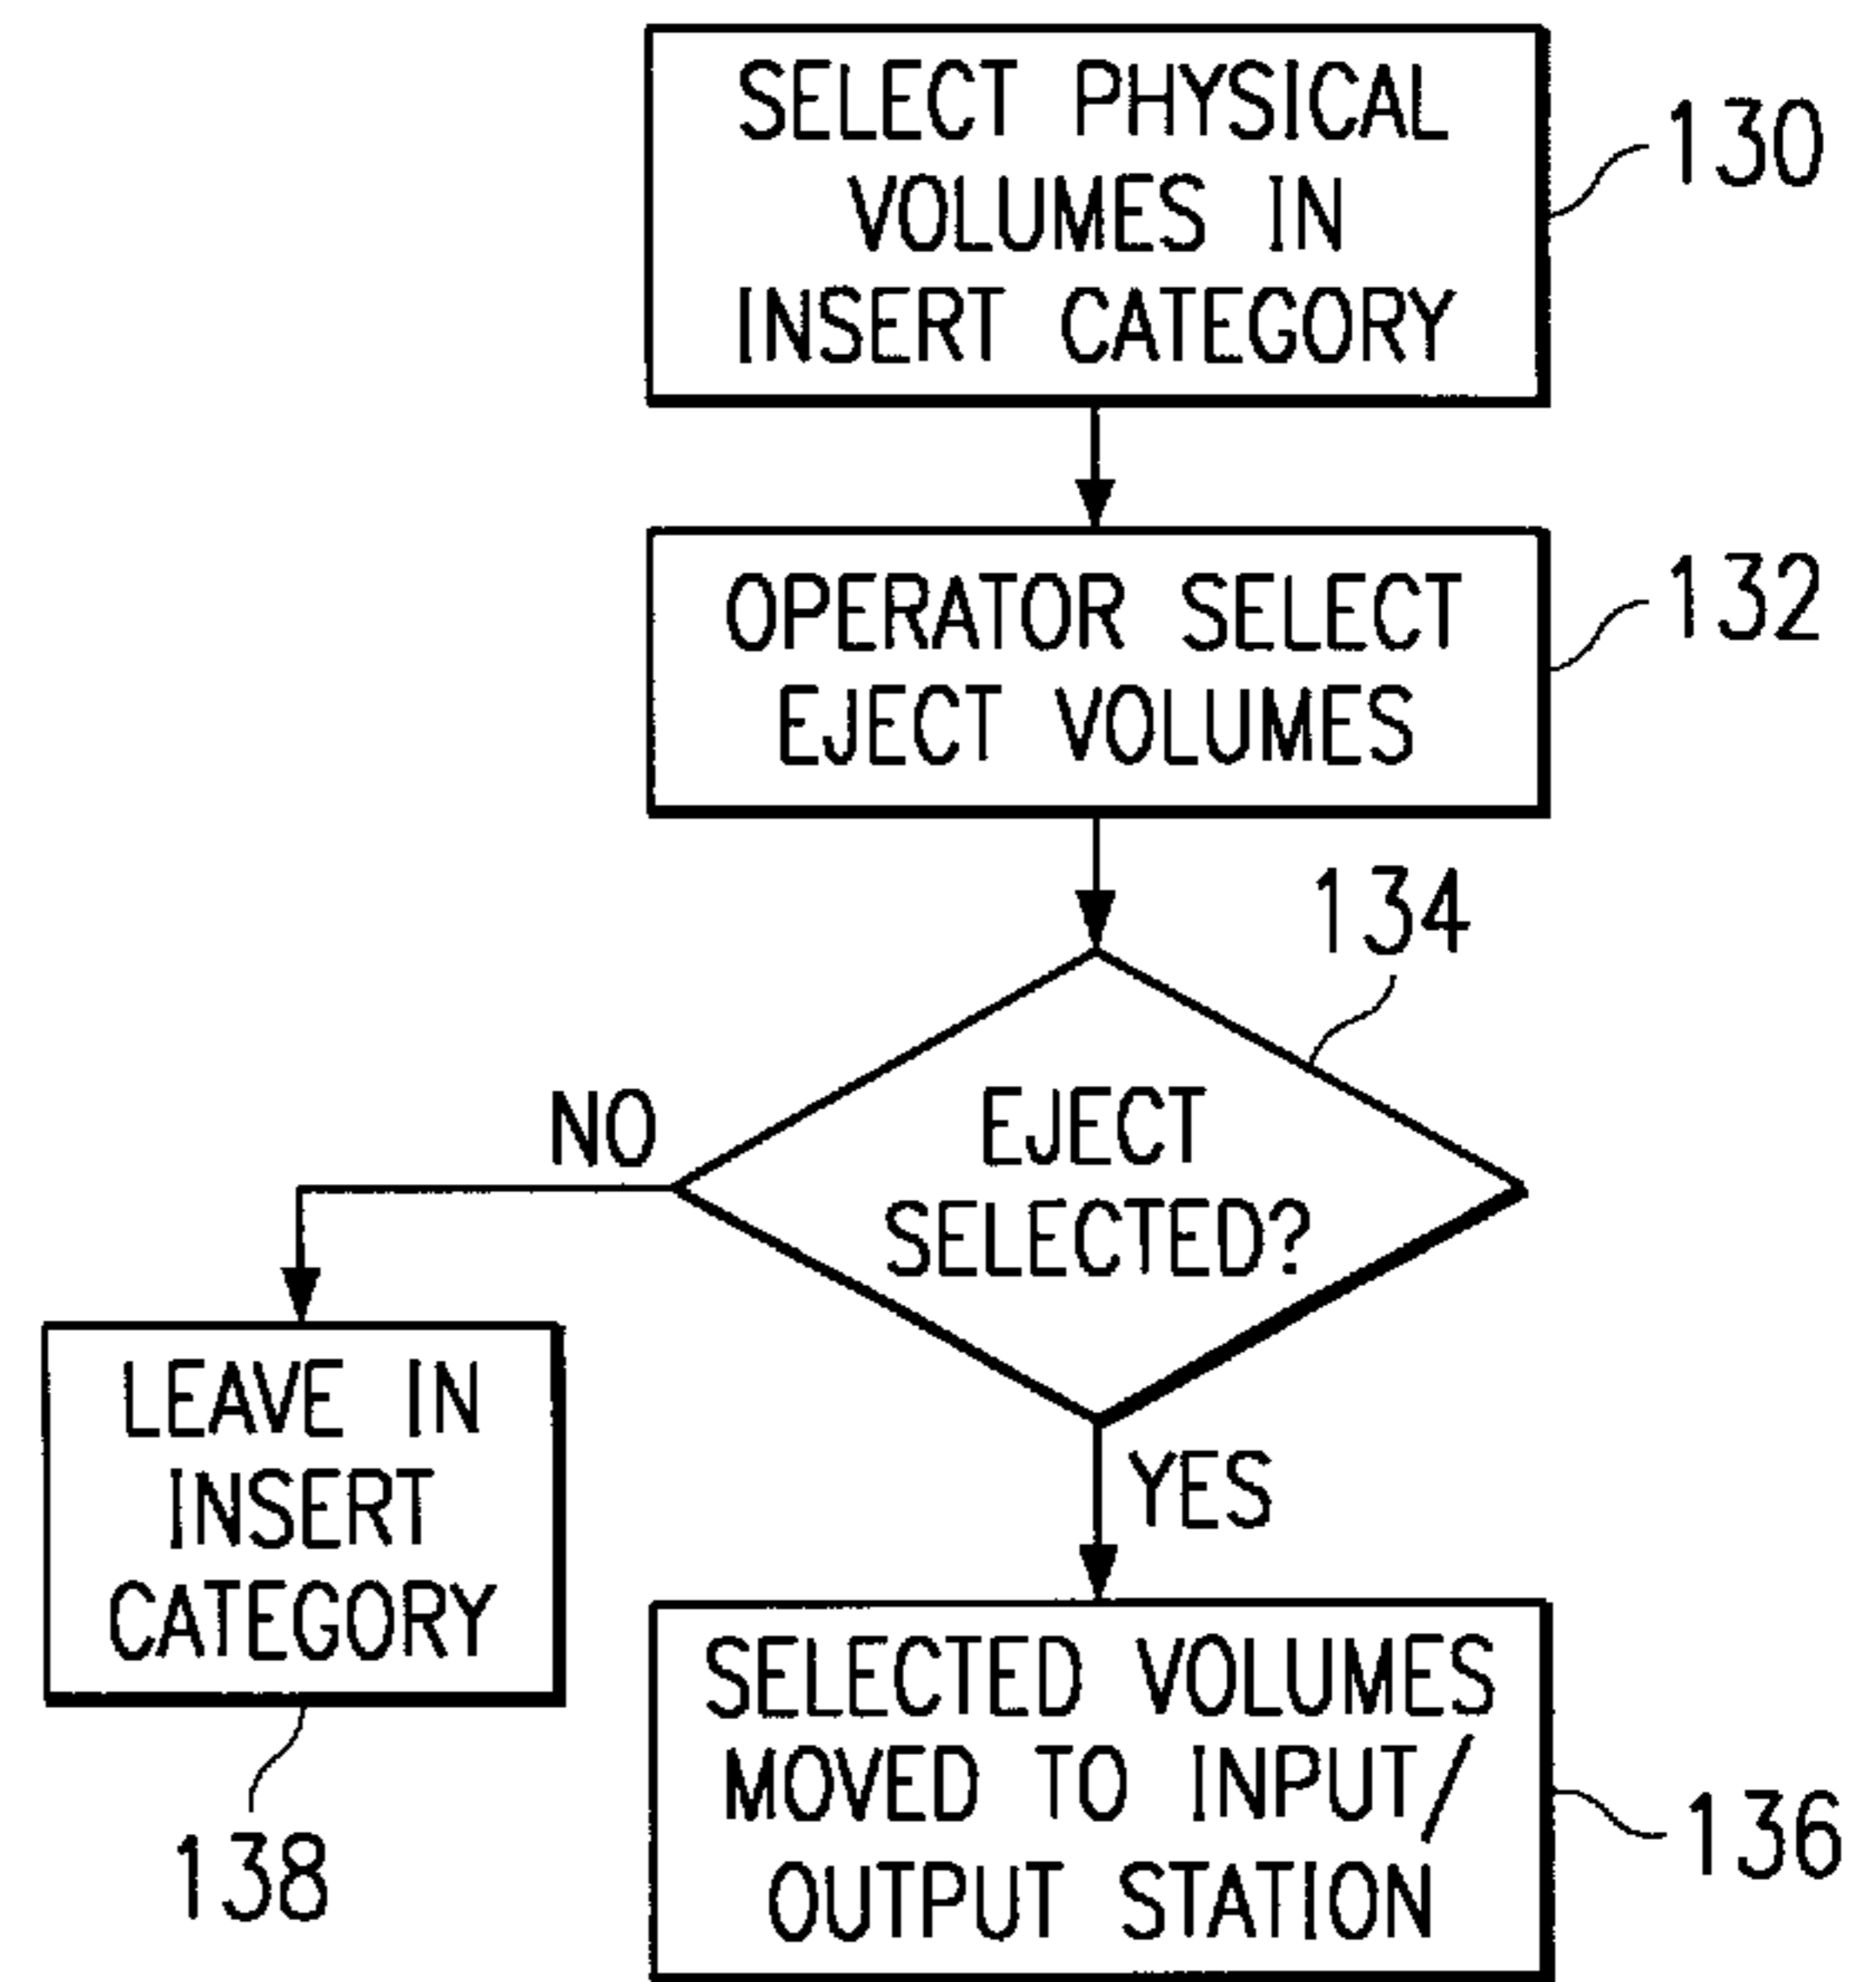 SELECT PHYSICAL
VOLUMES IN
INSERT CATEGORY
130
OPERATOR SELECT
EJECT VOLUMES
132
134
EJECT
SELECTED?
NO
YES
LEAVE IN
INSERT
CATEGORY
138
SELECTED VOLUMES
MOVED TO INPUT/
OUTPUT STATION
136